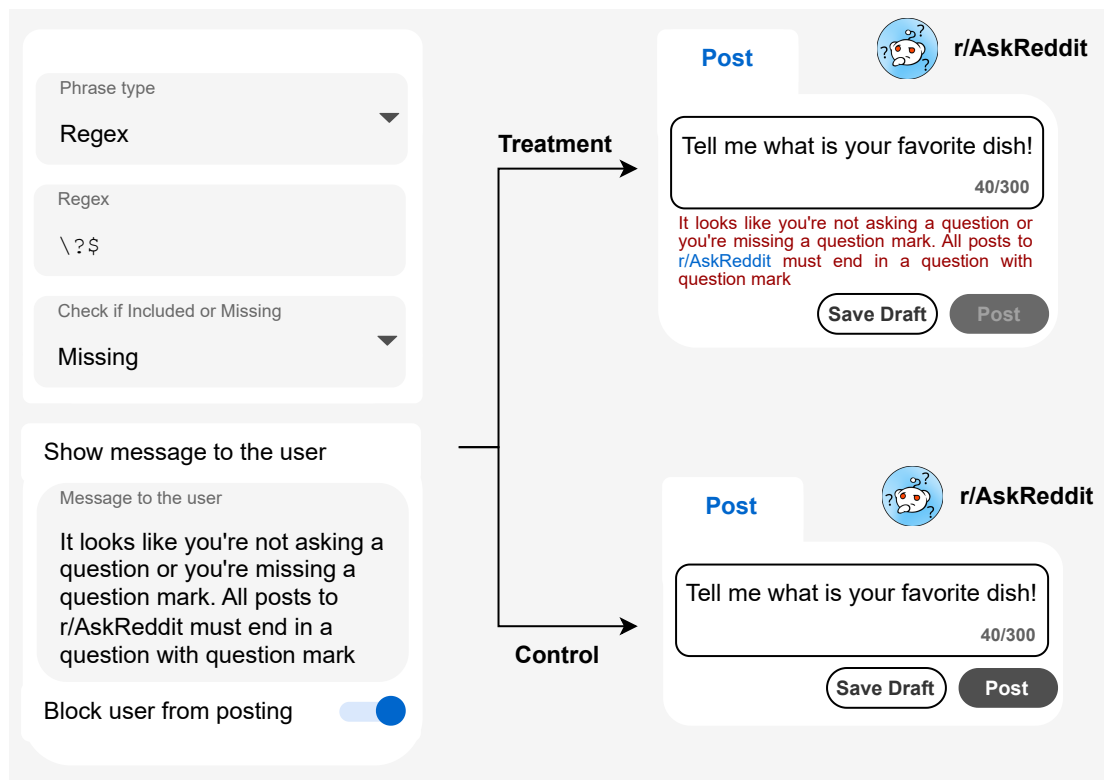 Phrase type
Regex
Regex
\?$
Check if Included or Missing
Missing
Show message to the user
Message to the user
It looks like you're not asking a
question or you're missing a
question mark. All posts to
r/AskReddit must end in a
question with question mark
Block user from posting
Treatment
Control
Post
r/AskReddit
Tell me what is your favorite dish!
40/300
It looks like you're not asking a question or
you're missing a question mark. All posts to
r/AskReddit must end in a question with
question mark
Save Draft
Post
Post
r/AskReddit
Tell me what is your favorite dish!
40/300
Save Draft
Post